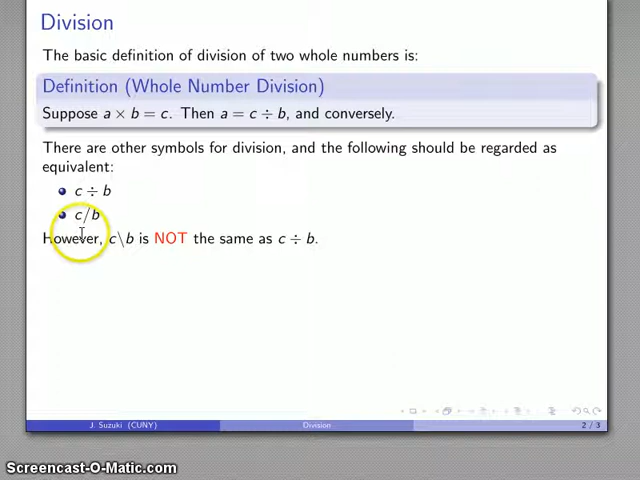 Division
The basic definition of division of two whole numbers is:
Definition (Whole Number Division)
Suppose a × b = c. Then a = c ÷ b, and conversely.
There are other symbols for division, and the following should be regarded as
equivalent:
c ÷ b
c/b
However, c\b is NOT the same as c ÷ b.
J. Suzuki (CUNY) Division 2 / 3
Screencast-O-Matic.com